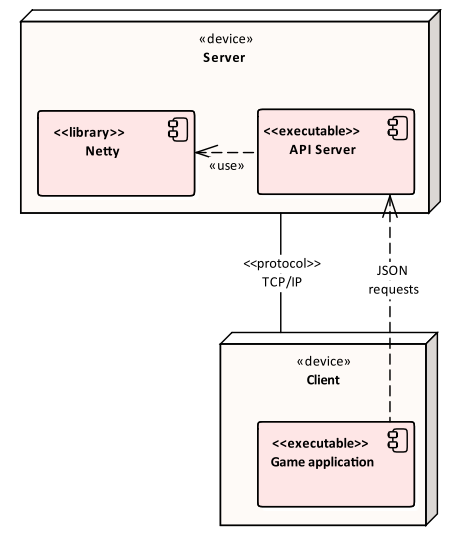 «device»
Server
<<library>>
Netty
<<executable>>
API Server
«use»
<<protocol>>
TCP/IP
JSON
requests
«device»
Client
<<executable>>
Game application